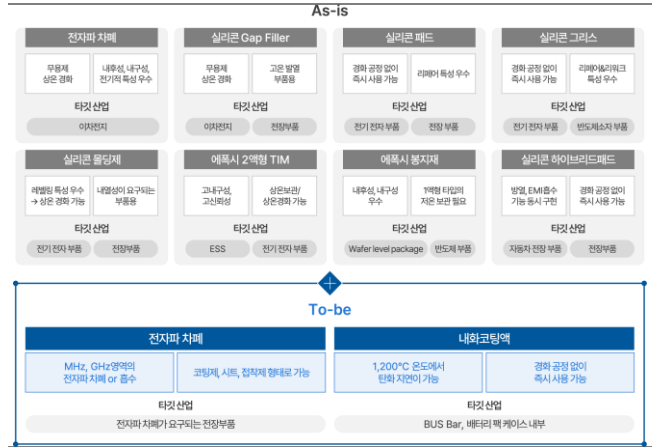 As-is
전자파 차폐
실리콘 Gap Filler
실리콘 패드
실리콘 그리스
무용제
상온 경화
내후성, 내구성,
전기적 특성 우수
무용제
상온 경화
고온 발열
부품용
경화 공정 없이
즉시 사용 가능
리페어 특성 우수
경화 공정 없이
즉시 사용 가능
리페어&리워크
특성 우수
타깃 산업
타깃 산업
타깃 산업
타깃 산업
이차전지
이차전지
전장부품
전기 전자 부품
전장 부품
전기 전자 부품
반도체소자 부품
실리콘 몰딩제
에폭시 2액형 TIM
에폭시 봉지재
실리콘 하이브리드패드
레벨링 특성 우수
→ 상온 경화 가능
내열성이 요구되는
부품용
고내구성,
고신뢰성
상온보관/
상온경화 가능
내후성, 내구성
우수
1액형 타입의
저온 보관 필요
방열, EMI흡수
기능 동시 구현
경화 공정 없이
즉시 사용 가능
타깃 산업
타깃 산업
타깃 산업
타깃 산업
전기 전자 부품
전장부품
ESS
전기 전자 부품
Wafer level package
반도체 부품
자동차 전장 부품
전장부품
To-be
전자파 차폐
내화코팅액
MHz, GHz영역의
전자파 차폐 or 흡수
코팅제, 시트, 접착제 형태로 가능
1,200°C 온도에서
탄화 지연이 가능
경화 공정 없이
즉시 사용 가능
타깃 산업
타깃 산업
전자파 차폐가 요구되는 전장부품
BUS Bar, 배터리 팩 케이스 내부